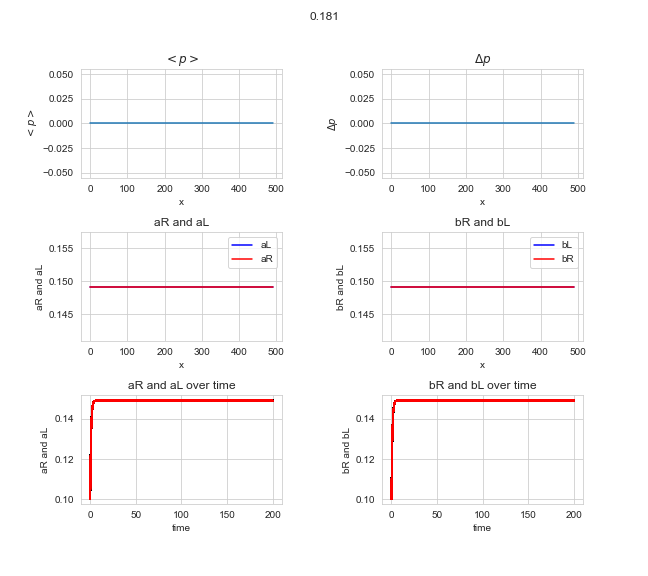 0.181
< p >
Δp
0.050
0.025
0.000
−0.025
−0.050
< p >
0 100 200 300 400 500
x
0.050
0.025
0.000
−0.025
−0.050
Δp
0 100 200 300 400 500
x
aR and aL
bR and bL
0.155
0.150
0.145
aR and aL
aL
aR
0 100 200 300 400 500
x
0.155
0.150
0.145
bR and bL
bL
bR
0 100 200 300 400 500
x
aR and aL over time
bR and bL over time
0.14
0.12
0.10
aR and aL
0 50 100 150 200
time
0.14
0.12
0.10
bR and bL
0 50 100 150 200
time